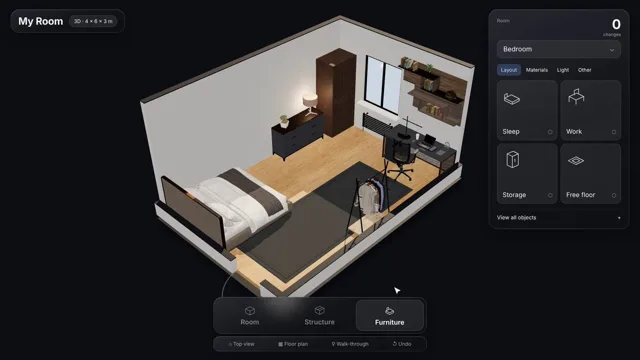 My Room
3D · 4 × 6 × 3 m
Room
0
changes
Bedroom
Layout Materials Light Other
Sleep Work
Storage Free floor
View all objects +
Room Structure Furniture
Top view Floor plan Walk-through Undo